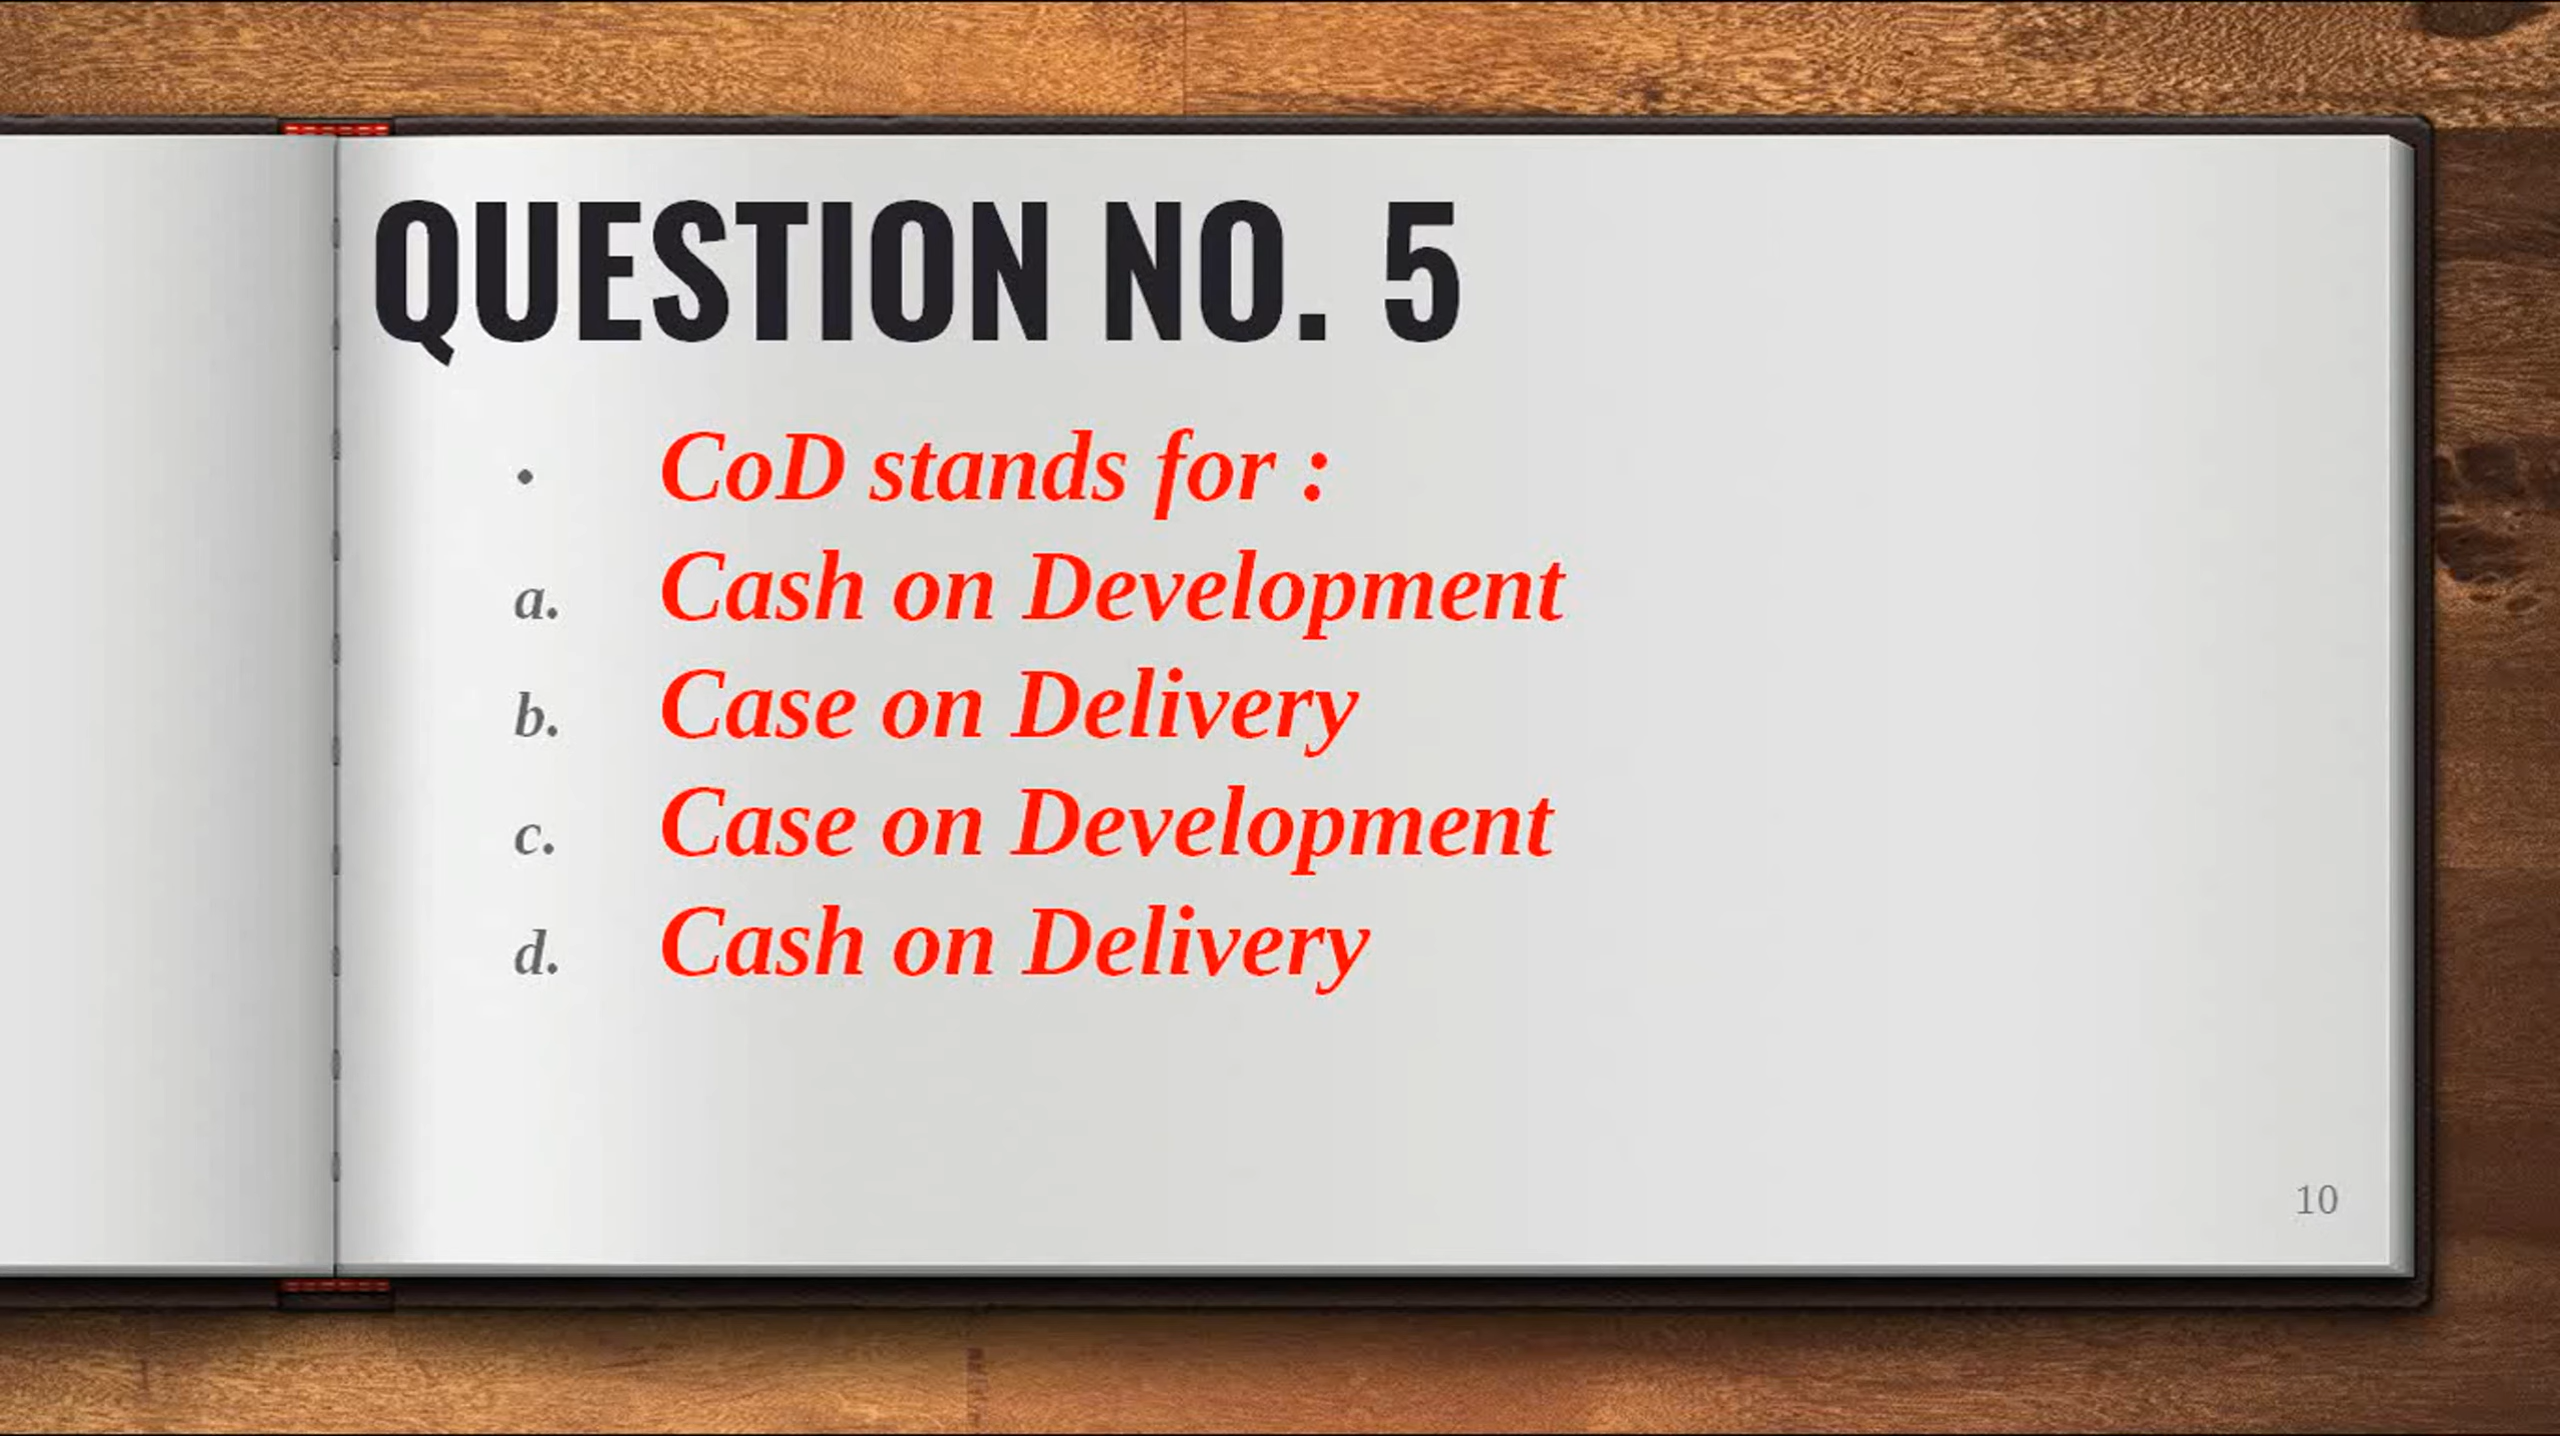 QUESTION NO. 5
• CoD stands for :
a. Cash on Development
b. Case on Delivery
c. Case on Development
d. Cash on Delivery
10